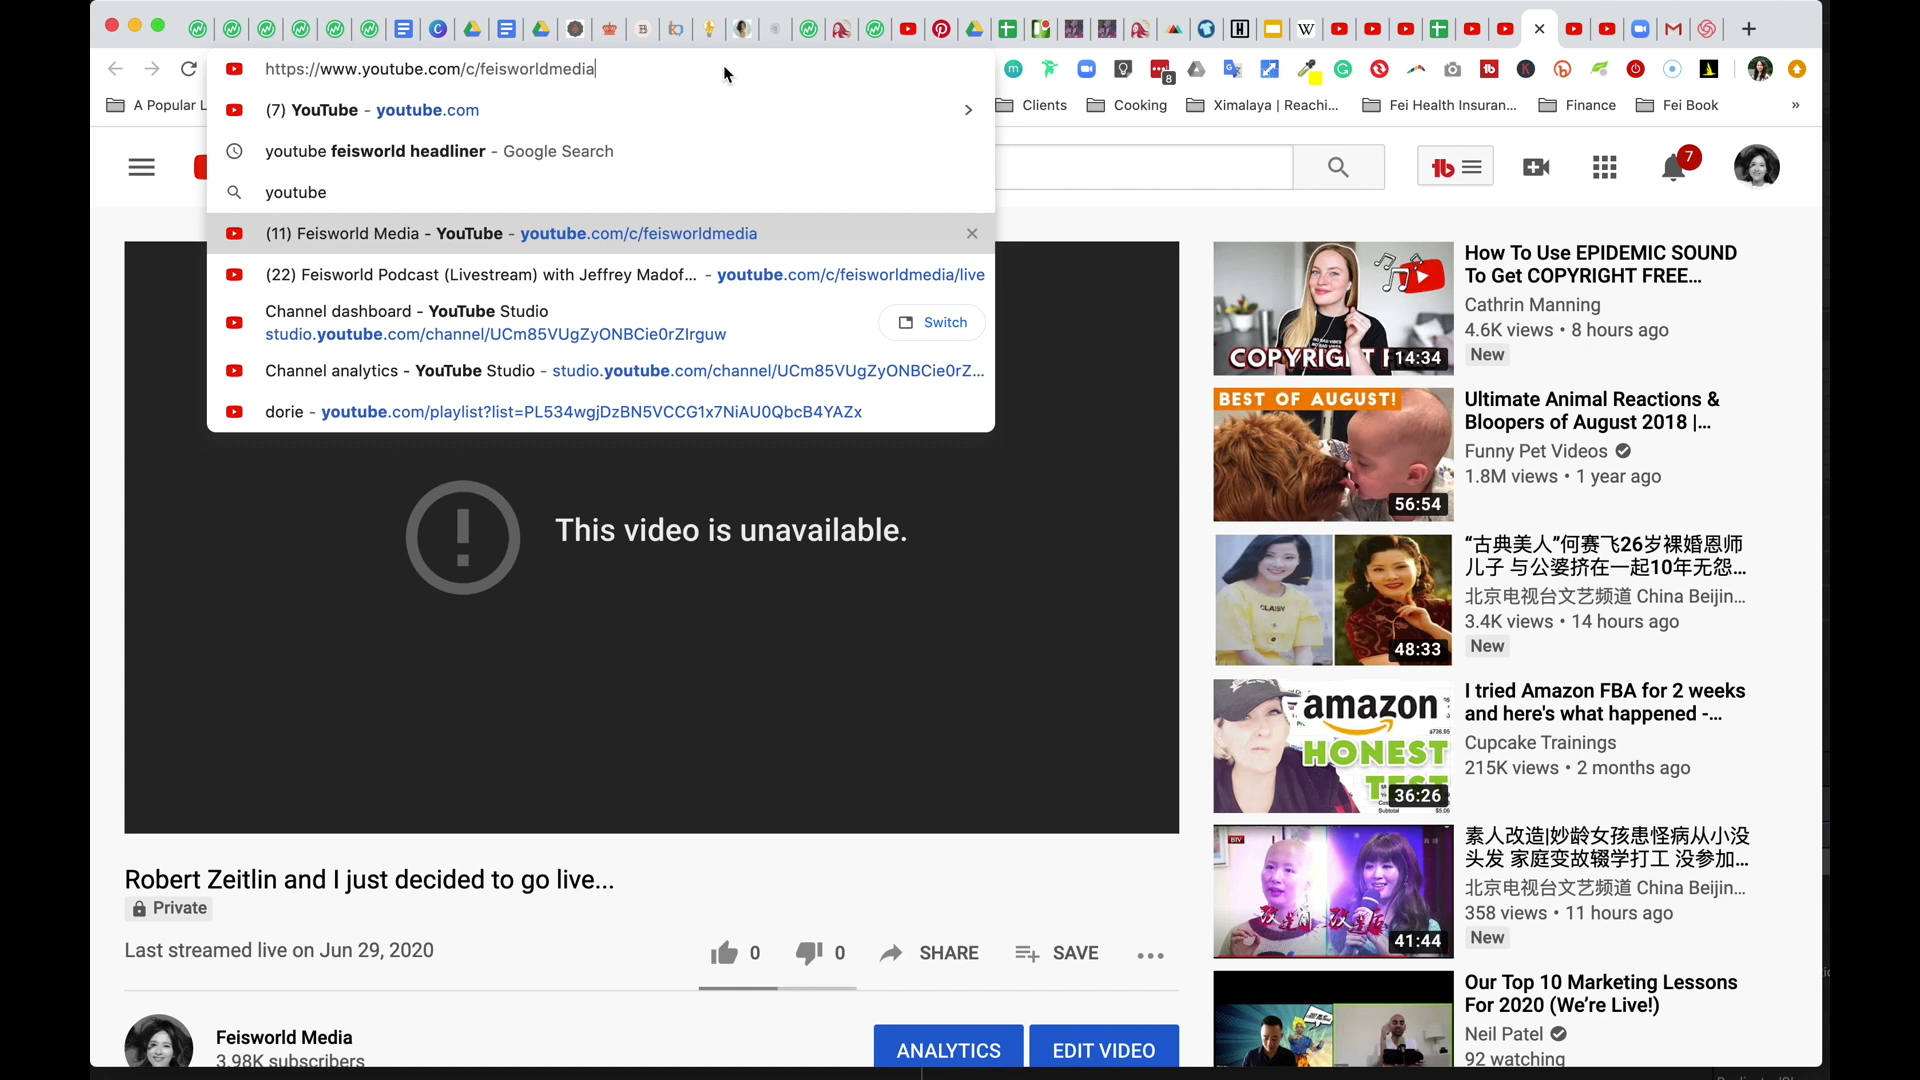 https://www.youtube.com/c/feisworldmedia
8
A Popular L
Clients
Cooking
Ximalaya | Reachi...
Fei Health Insuran...
Finance
Fei Book
»
(7) YouTube - youtube.com
youtube feisworld headliner - Google Search
youtube
(11) Feisworld Media - YouTube - youtube.com/c/feisworldmedia
(22) Feisworld Podcast (Livestream) with Jeffrey Madof... - youtube.com/c/feisworldmedia/live
Channel dashboard - YouTube Studio
studio.youtube.com/channel/UCm85VUgZyONBCie0rZIrguw
Switch
Channel analytics - YouTube Studio - studio.youtube.com/channel/UCm85VUgZyONBCie0rZ...
dorie - youtube.com/playlist?list=PL534wgjDzBN5VCCG1x7NiAU0QbcB4YAZx
7
This video is unavailable.
Robert Zeitlin and I just decided to go live...
Private
Last streamed live on Jun 29, 2020
0
0
SHARE
SAVE
Feisworld Media
3.98K subscribers
ANALYTICS
EDIT VIDEO
COPYRIGHT F
14:34
How To Use EPIDEMIC SOUND
To Get COPYRIGHT FREE...
Cathrin Manning
4.6K views • 8 hours ago
New
BEST OF AUGUST!
56:54
Ultimate Animal Reactions &
Bloopers of August 2018 |...
Funny Pet Videos
1.8M views • 1 year ago
CLAISY
48:33
“古典美人”何赛飞26岁裸婚恩师
儿子 与公婆挤在一起10年无怨...
北京电视台文艺频道 China Beijin...
3.4K views • 14 hours ago
New
amazon
HONEST
TEST
36:26
I tried Amazon FBA for 2 weeks
and here's what happened -...
Cupcake Trainings
215K views • 2 months ago
BTV
41:44
素人改造|妙龄女孩患怪病从小没
头发 家庭变故辍学打工 没参加...
北京电视台文艺频道 China Beijin...
358 views • 11 hours ago
New
Our Top 10 Marketing Lessons
For 2020 (We’re Live!)
Neil Patel
92 watching